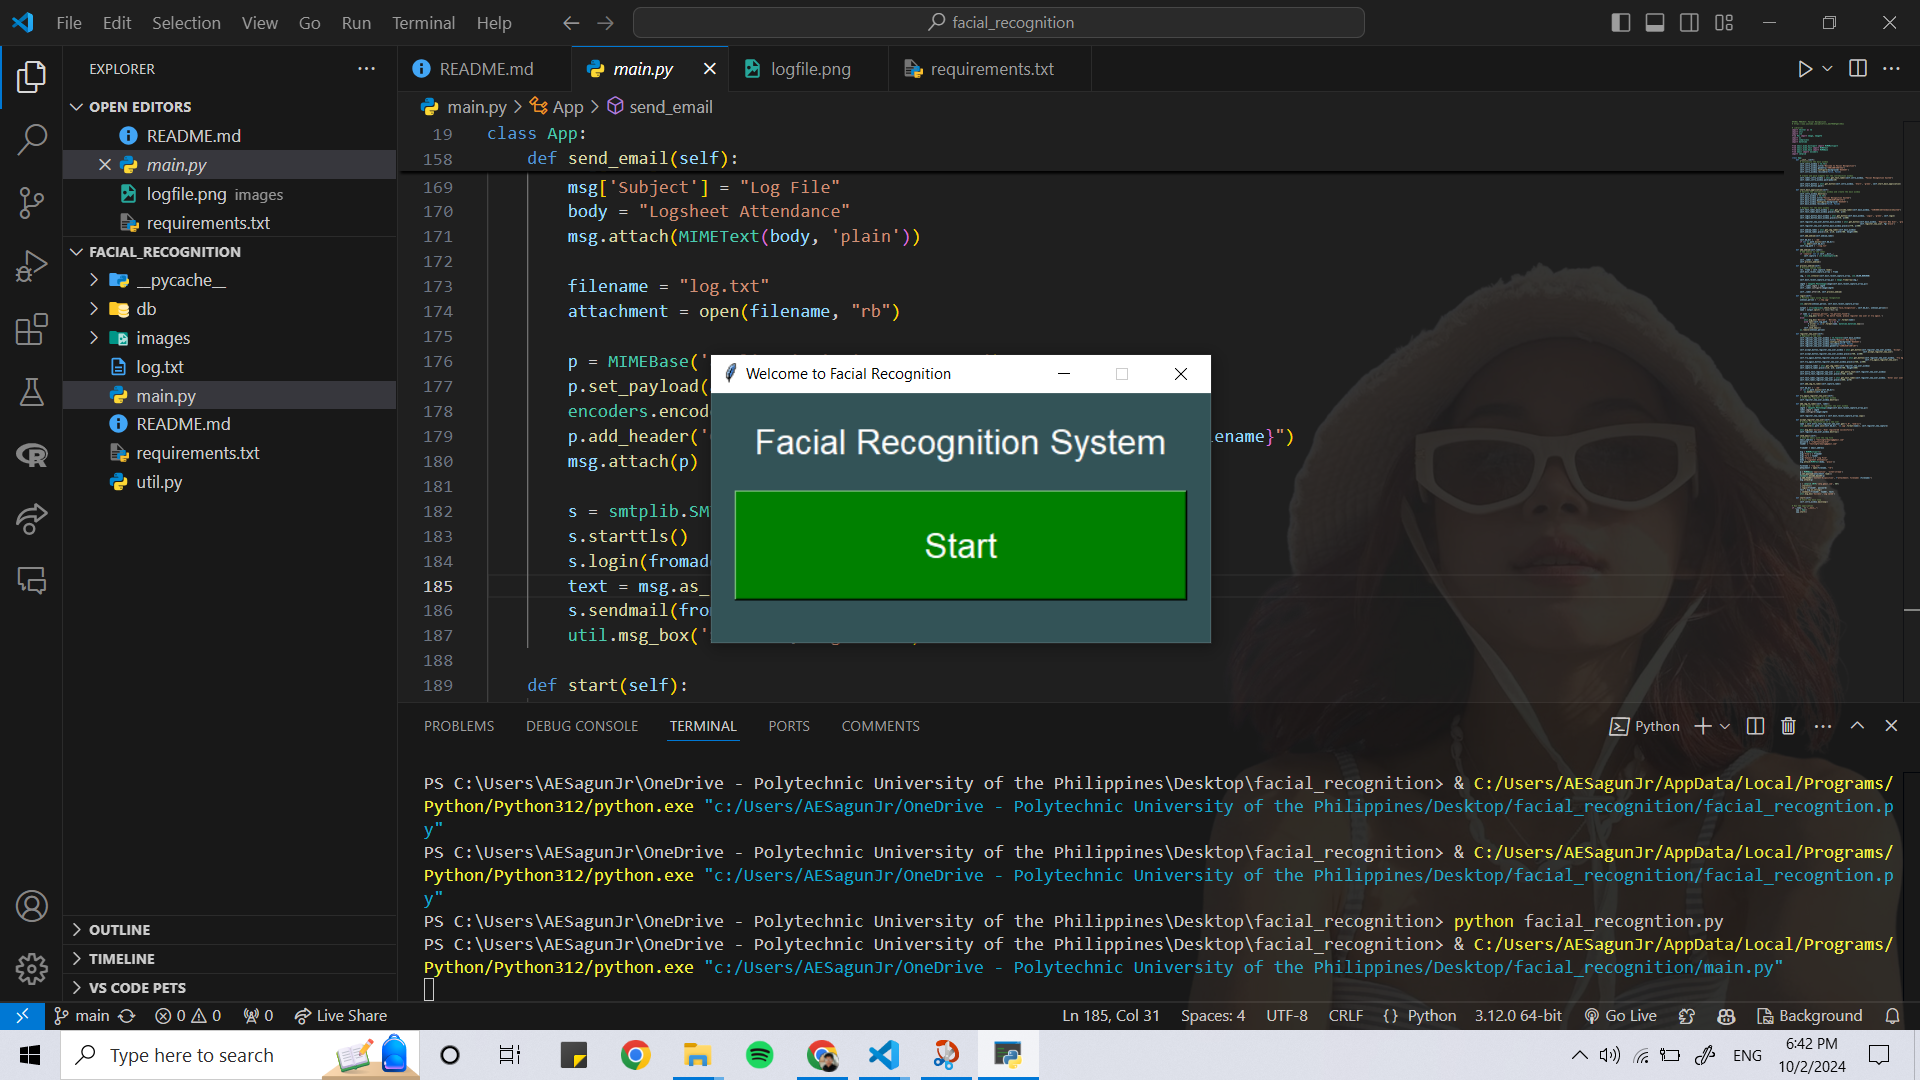 File Edit Selection View Go Run Terminal Help
facial_recognition
EXPLORER
OPEN EDITORS
README.md
main.py
logfile.png images
requirements.txt
FACIAL_RECOGNITION
__pycache__
db
images
log.txt
main.py
README.md
requirements.txt
util.py
OUTLINE
TIMELINE
VS CODE PETS
README.md
main.py
logfile.png
requirements.txt
main.py > App > send_email
19 class App:
158 def send_email(self):
169 msg['Subject'] = "Log File"
170 body = "Logsheet Attendance"
171 msg.attach(MIMEText(body, 'plain'))
172
173 filename = "log.txt"
174 attachment = open(filename, "rb")
175
176 p = MIMEBase('
177 p.set_payload(
178 encoders.encod
179 p.add_header(' lename}")
180 msg.attach(p)
181
182 s = smtplib.SM
183 s.starttls()
184 s.login(fromad
185 text = msg.as_
186 s.sendmail(fro
187 util.msg_box('
188
189 def start(self):
Welcome to Facial Recognition
Facial Recognition System
Start
PROBLEMS DEBUG CONSOLE TERMINAL PORTS COMMENTS
Python
PS C:\Users\AESagunJr\OneDrive - Polytechnic University of the Philippines\Desktop\facial_recognition> & C:/Users/AESagunJr/AppData/Local/Programs/
Python/Python312/python.exe "c:/Users/AESagunJr/OneDrive - Polytechnic University of the Philippines/Desktop/facial_recognition/facial_recogntion.p
y"
PS C:\Users\AESagunJr\OneDrive - Polytechnic University of the Philippines\Desktop\facial_recognition> & C:/Users/AESagunJr/AppData/Local/Programs/
Python/Python312/python.exe "c:/Users/AESagunJr/OneDrive - Polytechnic University of the Philippines/Desktop/facial_recognition/facial_recogntion.p
y"
PS C:\Users\AESagunJr\OneDrive - Polytechnic University of the Philippines\Desktop\facial_recognition> python facial_recogntion.py
PS C:\Users\AESagunJr\OneDrive - Polytechnic University of the Philippines\Desktop\facial_recognition> & C:/Users/AESagunJr/AppData/Local/Programs/
Python/Python312/python.exe "c:/Users/AESagunJr/OneDrive - Polytechnic University of the Philippines/Desktop/facial_recognition/main.py"
main 0 0 0 Live Share Ln 185, Col 31 Spaces: 4 UTF-8 CRLF {} Python 3.12.0 64-bit Go Live Background
Type here to search
ENG
6:42 PM
10/2/2024